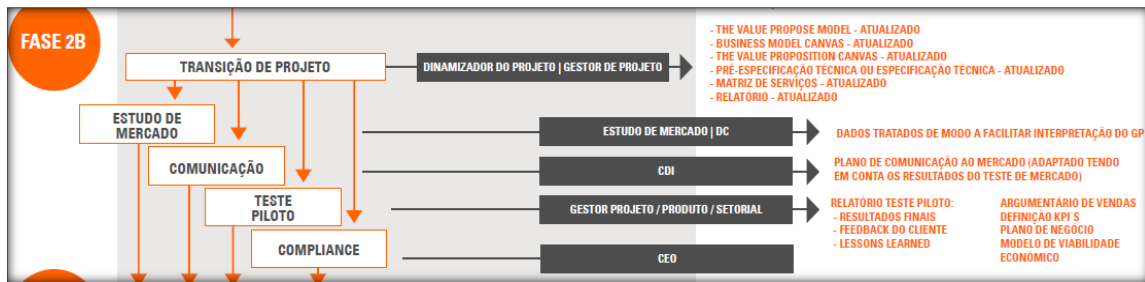 FASE 2B
TRANSIÇÃO DE PROJETO
DINAMIZADOR DO PROJETO | GESTOR DE PROJETO
- THE VALUE PROPOSE MODEL - ATUALIZADO
- BUSINESS MODEL CANVAS - ATUALIZADO
- THE VALUE PROPOSITION CANVAS - ATUALIZADO
- PRÉ-ESPECIFICAÇÃO TÉCNICA OU ESPECIFICAÇÃO TÉCNICA - ATUALIZADO
- MATRIZ DE SERVIÇOS - ATUALIZADO
- RELATÓRIO - ATUALIZADO
ESTUDO DE
MERCADO
ESTUDO DE MERCADO | DC
DADOS TRATADOS DE MODO A FACILITAR INTERPRETAÇÃO DO GP
COMUNICAÇÃO
CDI
PLANO DE COMUNICAÇÃO AO MERCADO (ADAPTADO TENDO
EM CONTA OS RESULTADOS DO TESTE DE MERCADO)
TESTE
PILOTO
GESTOR PROJETO / PRODUTO / SETORIAL
RELATÓRIO TESTE PILOTO:
- RESULTADOS FINAIS
- FEEDBACK DO CLIENTE
- LESSONS LEARNED
ARGUMENTÁRIO DE VENDAS
DEFINIÇÃO KPI´S
PLANO DE NEGÓCIO
MODELO DE VIABILIDADE
ECONÓMICO
COMPLIANCE
CEO